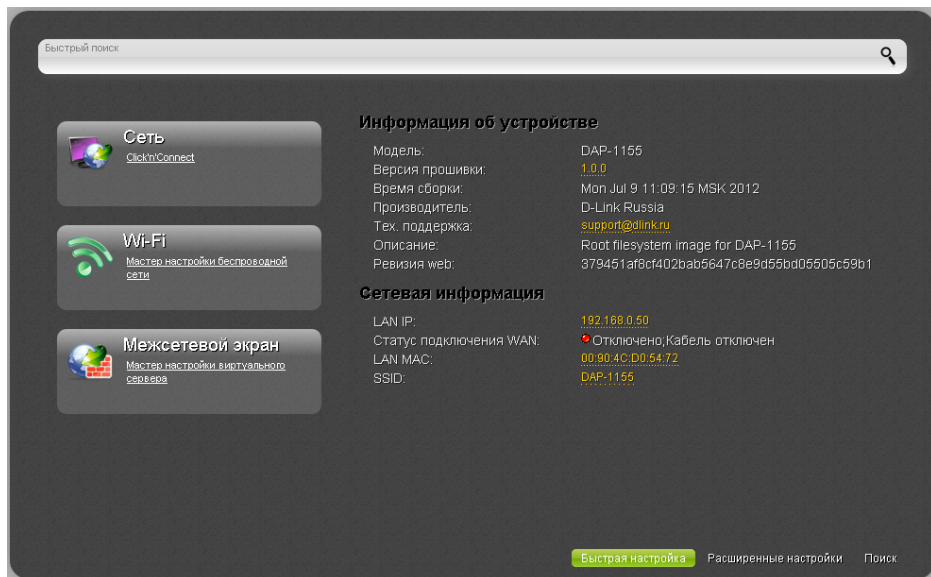 Быстрый поиск
Сеть
Click'n'Connect
Wi-Fi
Мастер настройки беспроводной
сети
Межсетевой экран
Мастер настройки виртуального
сервера
Информация об устройстве
Модель: DAP-1155
Версия прошивки: 1.0.0
Время сборки: Mon Jul 9 11:09:15 MSK 2012
Производитель: D-Link Russia
Тех. поддержка: support@dlink.ru
Описание: Root filesystem image for DAP-1155
Ревизия web: 379451af8cf402bab5647c8e9d55bd05505c59b1
Сетевая информация
LAN IP: 192.168.0.50
Статус подключения WAN: Отключено;Кабель отключен
LAN MAC: 00:90:4C:D0:54:72
SSID: DAP-1155
Быстрая настройка Расширенные настройки Поиск